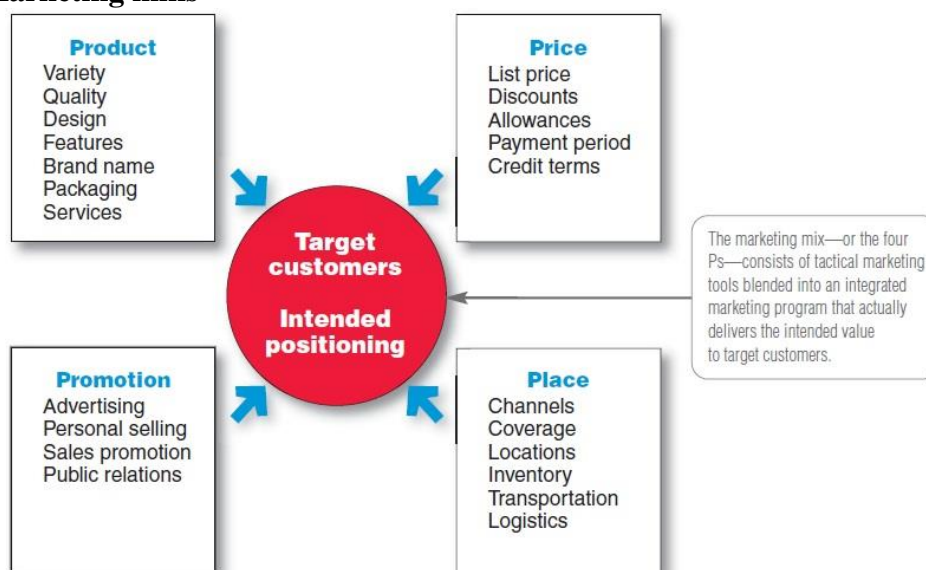 Product
Variety
Quality
Design
Features
Brand name
Packaging
Services
Price
List price
Discounts
Allowances
Payment period
Credit terms
Target
customers
Intended
positioning
The marketing mix—or the four
Ps—consists of tactical marketing
tools blended into an integrated
marketing program that actually
delivers the intended value
to target customers.
Promotion
Advertising
Personal selling
Sales promotion
Public relations
Place
Channels
Coverage
Locations
Inventory
Transportation
Logistics